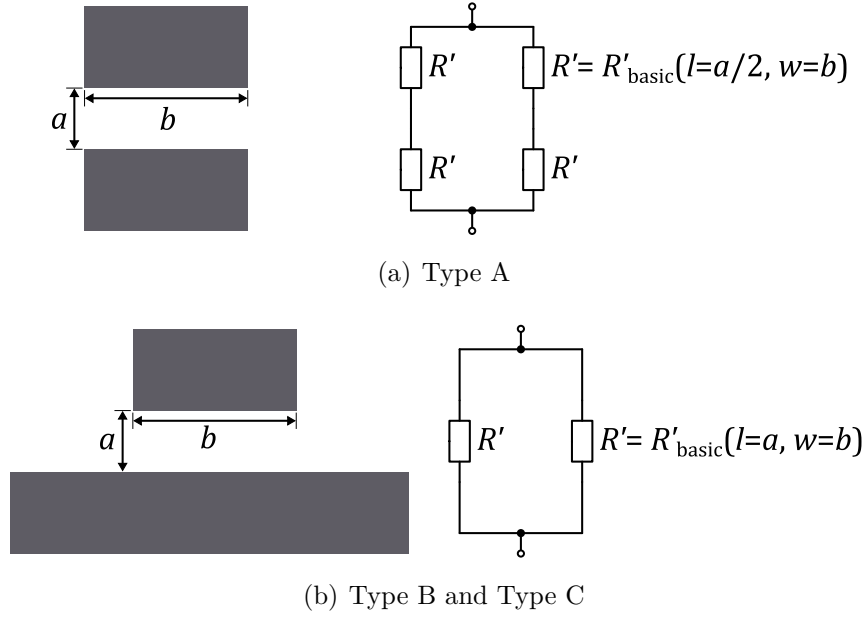 R′ R′= R′basic(l=a/2, w=b)
a b
R′ R′
(a) Type A
a b R′ R′= R′basic(l=a, w=b)
(b) Type B and Type C